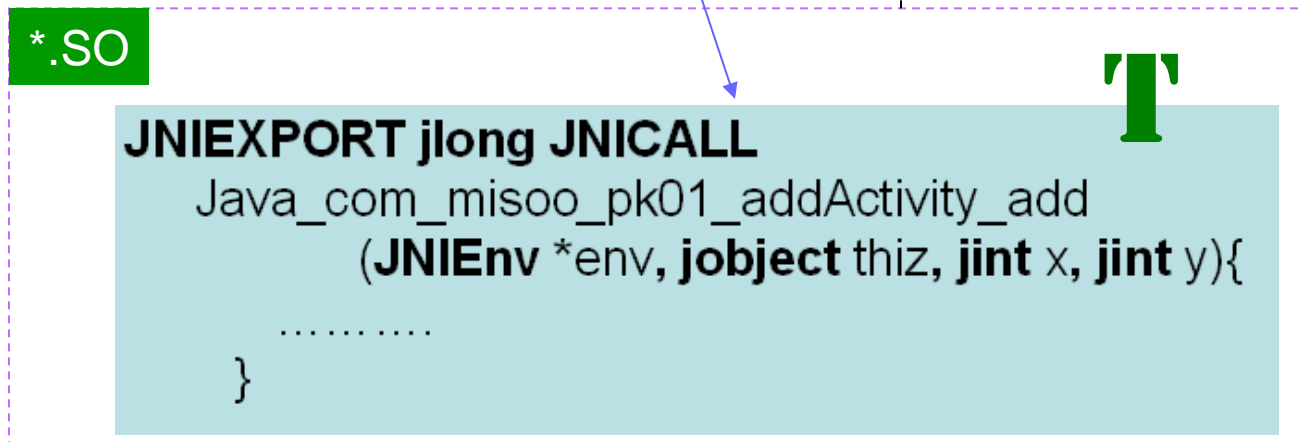 *.SO
T
JNIEXPORT jlong JNICALL
Java_com_misoo_pk01_addActivity_add
(JNIEnv *env, jobject thiz, jint x, jint y){
……….
}